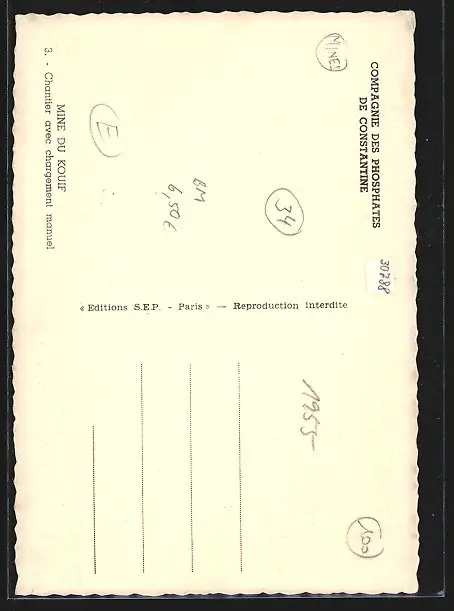 COMPAGNIE DES PHOSPHATES
DE CONSTANTINE
MINES
30788
34
BM
6,50€
E
MINE DU KOUIF
3. - Chantier avec chargement manuel
« Editions S.E.P. - Paris » — Reproduction interdite
1955
100